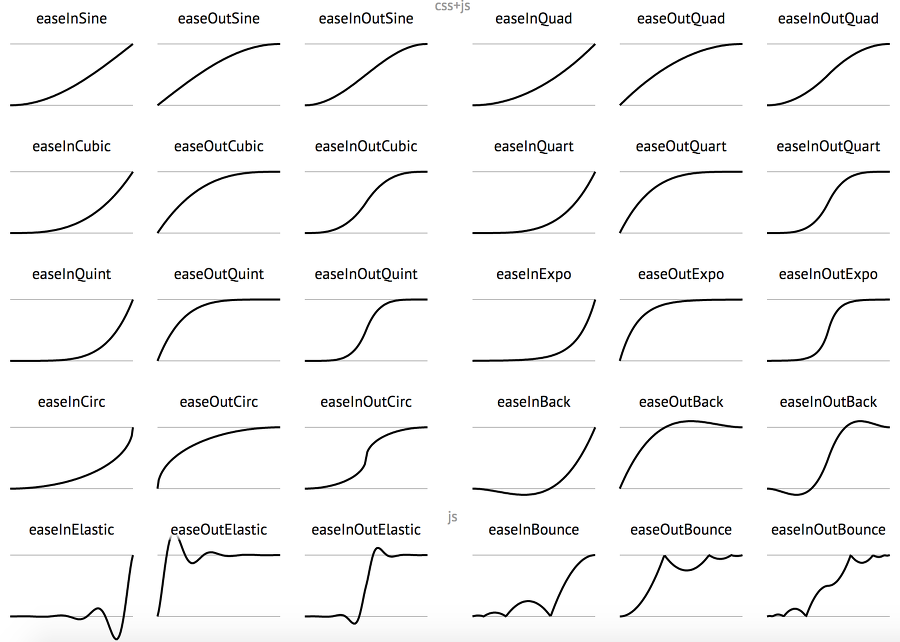 css+js
easeInSine easeOutSine easeInOutSine easeInQuad easeOutQuad easeInOutQuad
easeInCubic easeOutCubic easeInOutCubic easeInQuart easeOutQuart easeInOutQuart
easeInQuint easeOutQuint easeInOutQuint easeInExpo easeOutExpo easeInOutExpo
easeInCirc easeOutCirc easeInOutCirc easeInBack easeOutBack easeInOutBack
js
easeInElastic easeOutElastic easeInOutElastic easeInBounce easeOutBounce easeInOutBounce